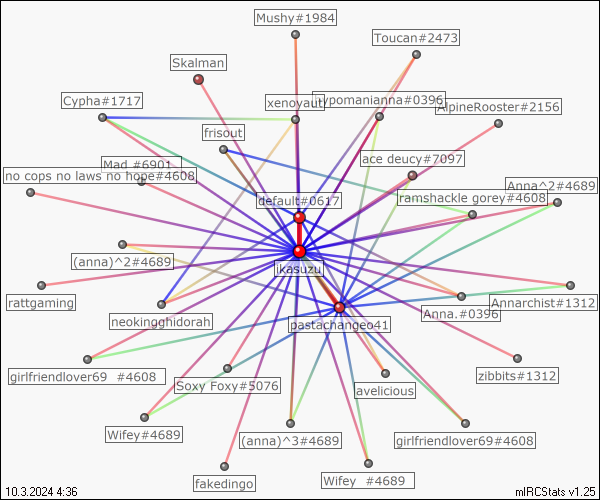 Mushy#1984
Toucan#2473
Skalman
Cypha#1717
xenoyaut
hypomanianna#0396
AlpineRooster#2156
frisout
Mad_#6901
ace deucy#7097
no cops no laws no hope#4608
Anna^2#4689
ramshackle gorey#4608
default#0617
(anna)^2#4689
ikasuzu
rattgaming
Annarchist#1312
neokingghidorah
Anna.#0396
pastachangeo41
girlfriendlover69_#4608
Soxy Foxy#5076
zibbits#1312
avelicious
Wifey#4689
(anna)^3#4689
girlfriendlover69#4608
fakedingo
Wifey_#4689
10.3.2024 4:36
mIRCStats v1.25